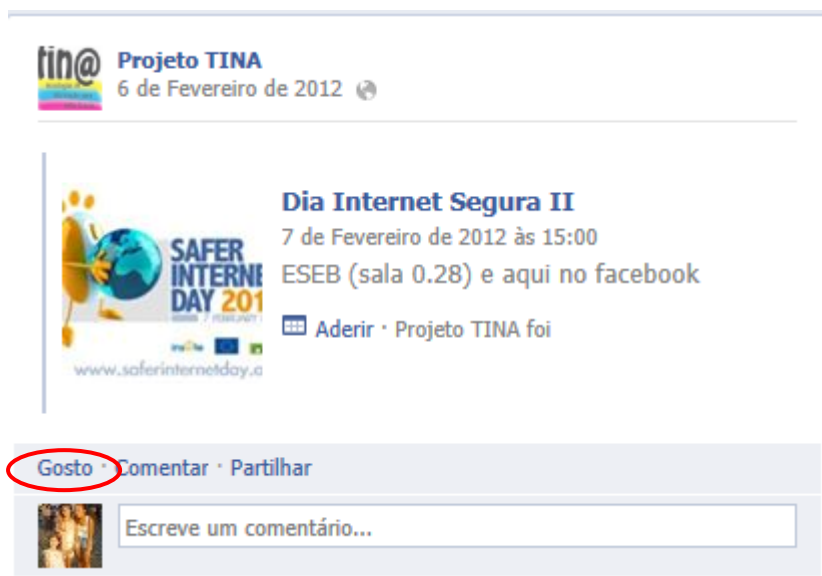 tin@
Projeto TINA
6 de Fevereiro de 2012
SAFER
INTERNE
DAY 201
7 FEBRUARY
www.saferinternetday.o
Dia Internet Segura II
7 de Fevereiro de 2012 às 15:00
ESEB (sala 0.28) e aqui no facebook
Aderir · Projeto TINA foi
Gosto · Comentar · Partilhar
Escreve um comentário...